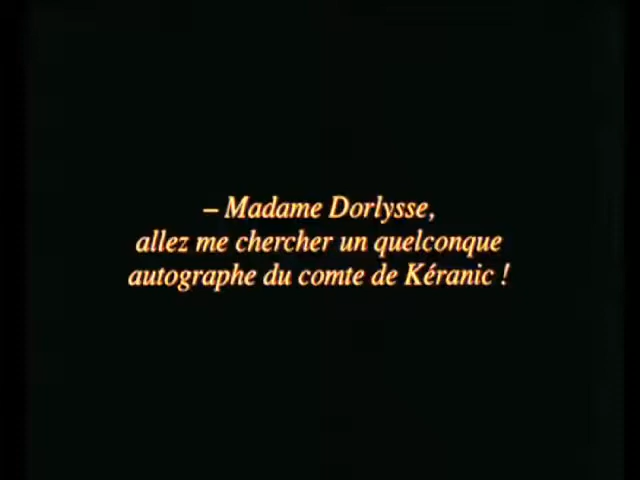 – Madame Dorlysse,
allez me chercher un quelconque
autographe du comte de Kéranic !